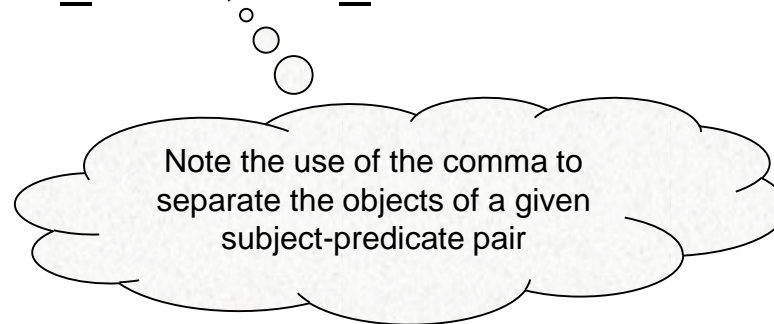 Note the use of the comma to
separate the objects of a given
subject-predicate pair